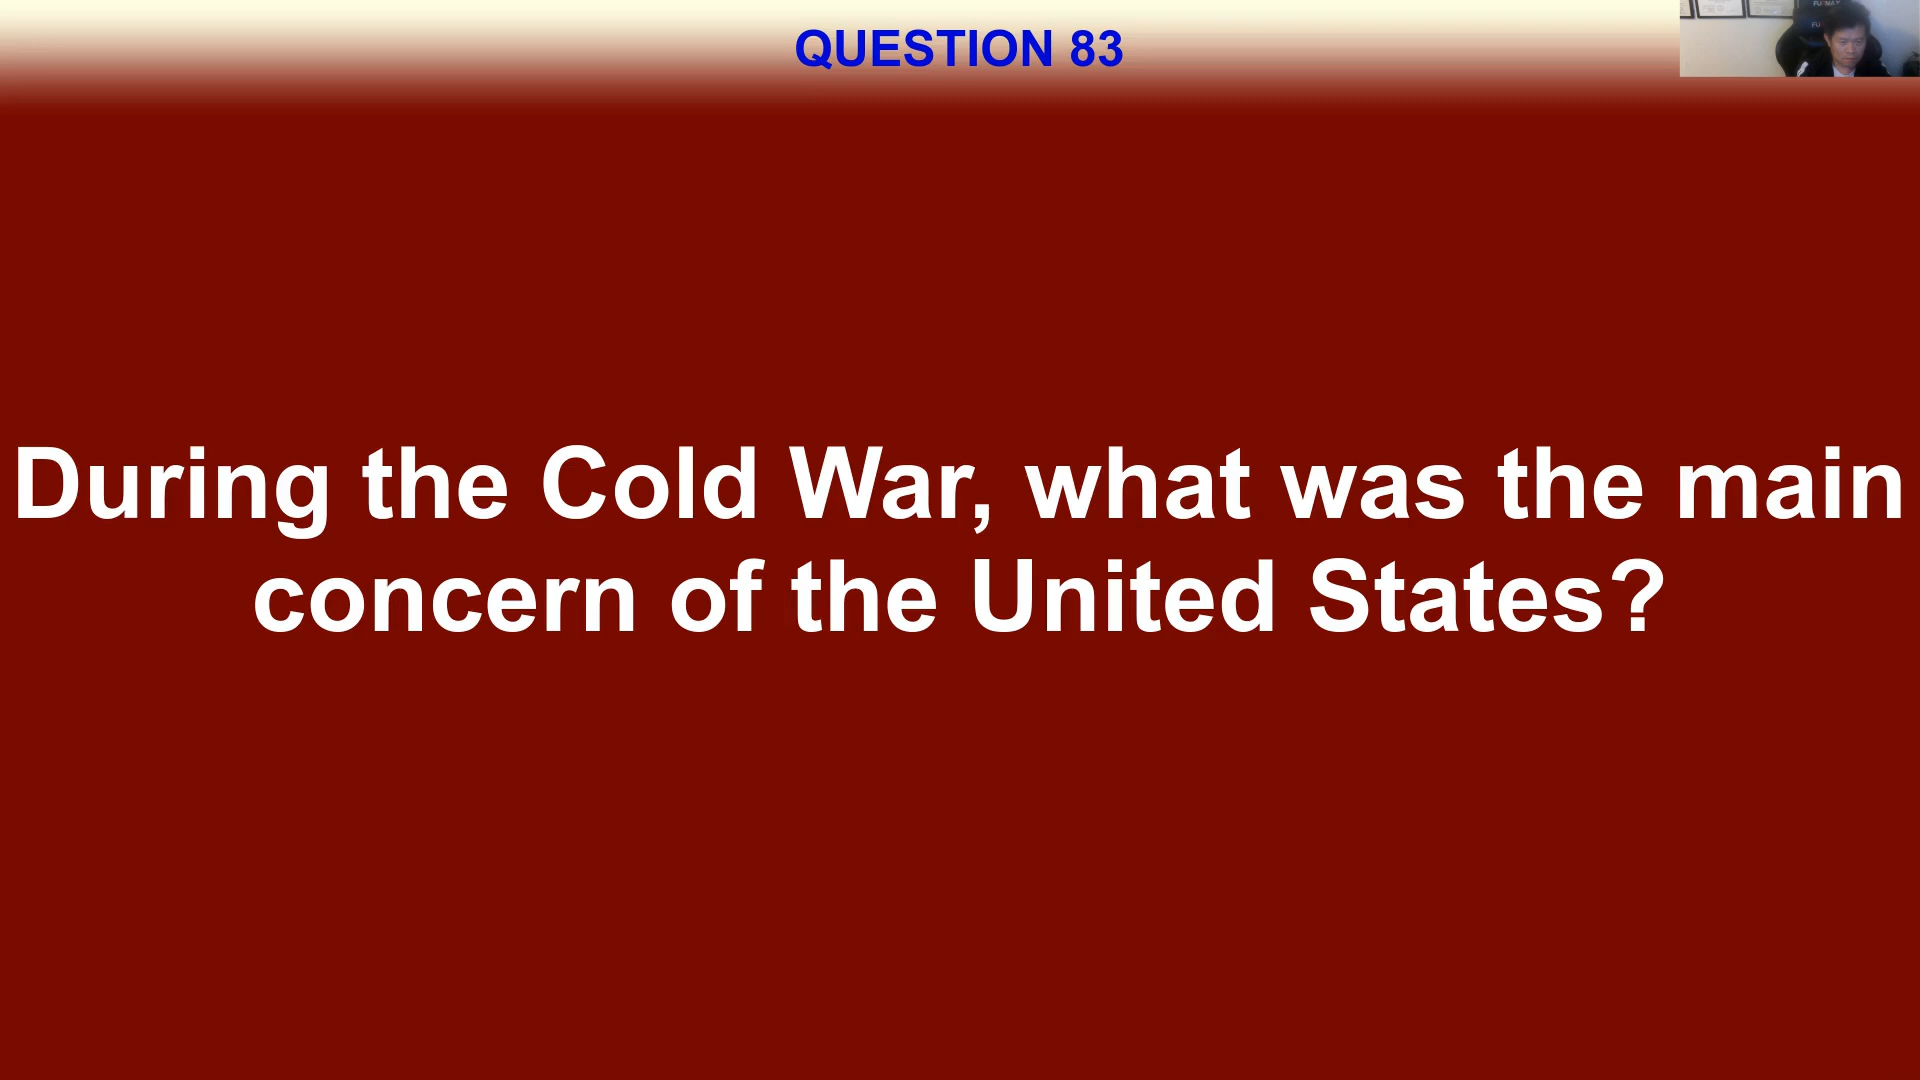 QUESTION 83
During the Cold War, what was the main
concern of the United States?